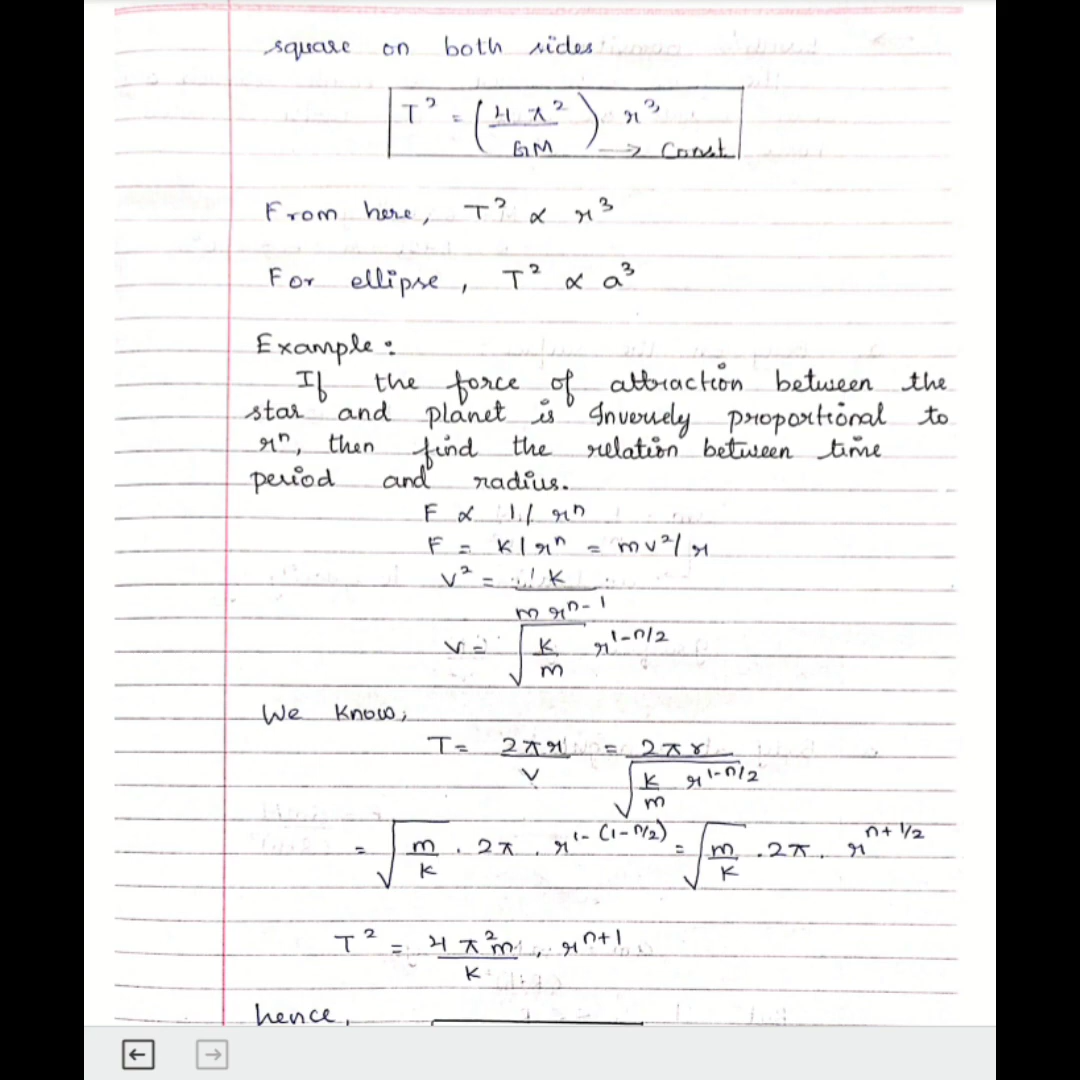 square on both sides
T² = (4π²/GM) r³
→ Const
From here, T² ∝ r³
For ellipse, T² ∝ a³
Example:
If the force of attraction between the
star and planet is Inversely proportional to
rⁿ, then find the relation between time
period and radius.
F ∝ 1/rⁿ
F = K/rⁿ = mv²/r
v² = K / m rⁿ⁻¹
v = √(K/m) r^(1-n/2)
We know,
T = 2πr/v = 2πr / √(K/m) r^(1-n/2)
= √(m/K) . 2π . r^(1-(1-n/2)) = √(m/K) . 2π . r^(n+1/2)
T² = 4π²m/K . rⁿ⁺¹
hence,